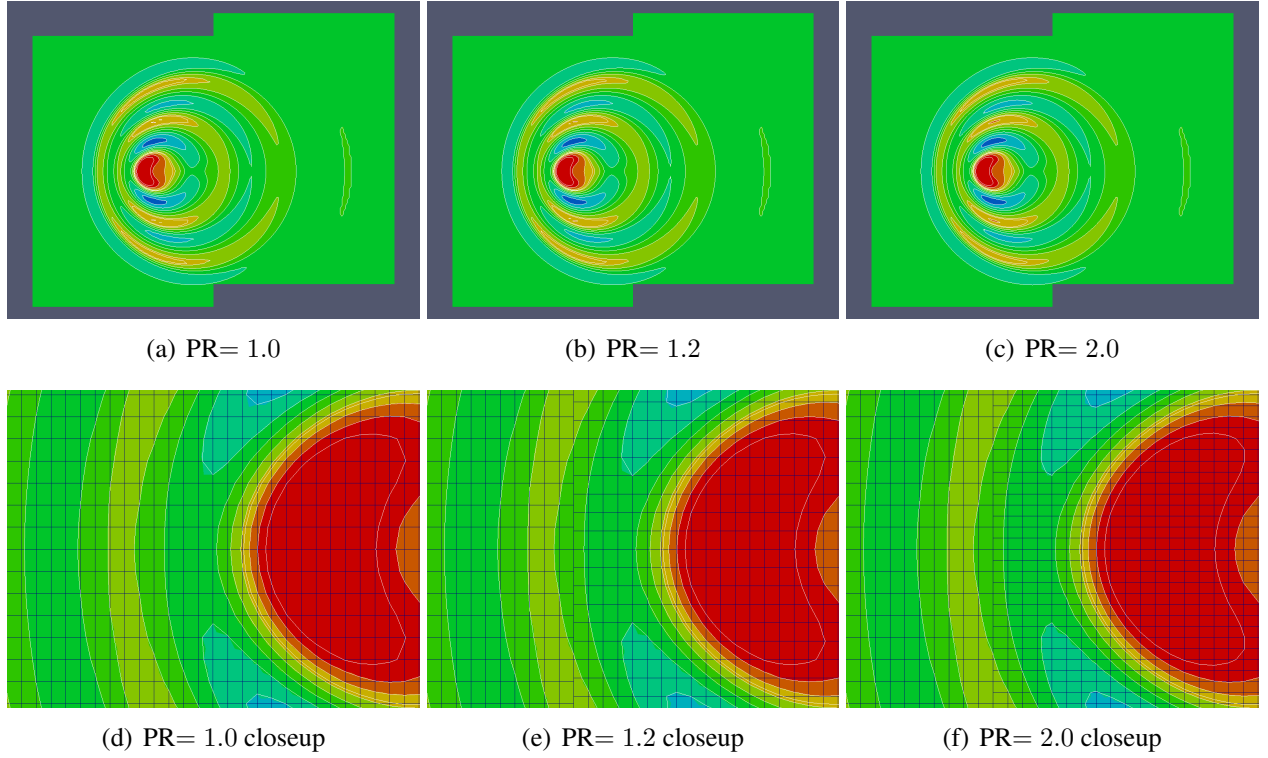 (a) PR= 1.0
(b) PR= 1.2
(c) PR= 2.0
(d) PR= 1.0 closeup
(e) PR= 1.2 closeup
(f) PR= 2.0 closeup